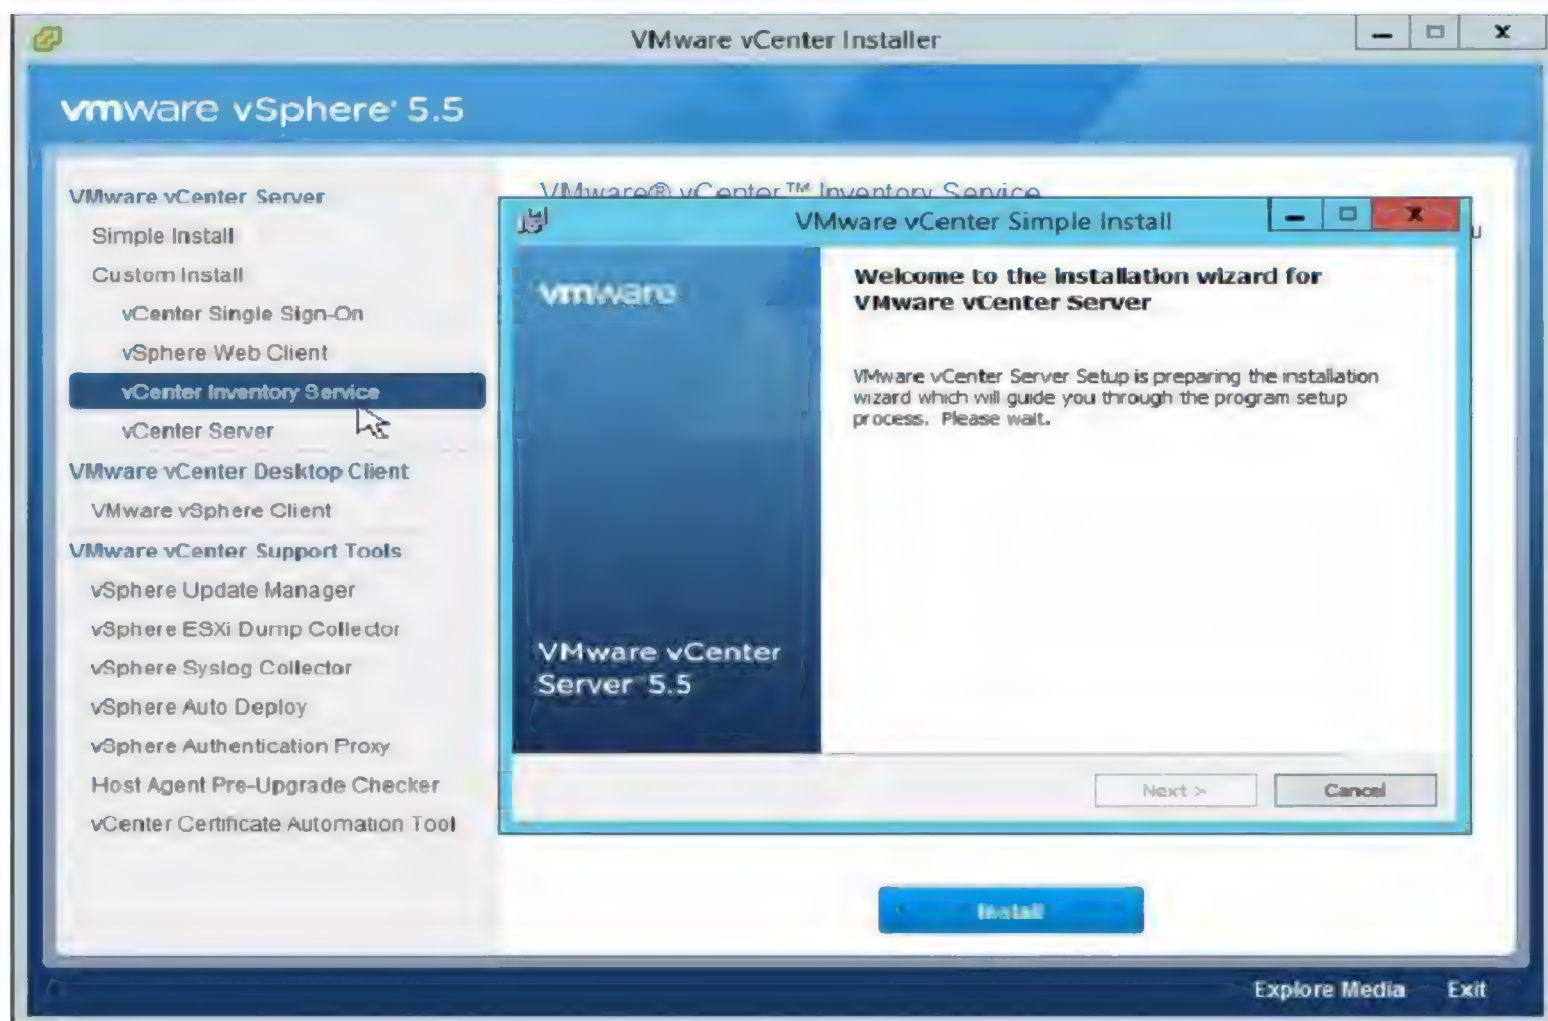 VMware vCenter Installer
vmware vSphere® 5.5
VMware vCenter Server
Simple Install
Custom Install
vCenter Single Sign-On
vSphere Web Client
vCenter Inventory Service
vCenter Server
VMware vCenter Desktop Client
VMware vSphere Client
VMware vCenter Support Tools
vSphere Update Manager
vSphere ESXi Dump Collector
vSphere Syslog Collector
vSphere Auto Deploy
vSphere Authentication Proxy
Host Agent Pre-Upgrade Checker
vCenter Certificate Automation Tool
VMware® vCenter™ Inventory Service
VMware vCenter Simple Install
vmware
VMware vCenter
Server 5.5
Welcome to the installation wizard for
VMware vCenter Server
VMware vCenter Server Setup is preparing the installation
wizard which will guide you through the program setup
process. Please wait.
Next >
Cancel
Install
Explore Media
Exit